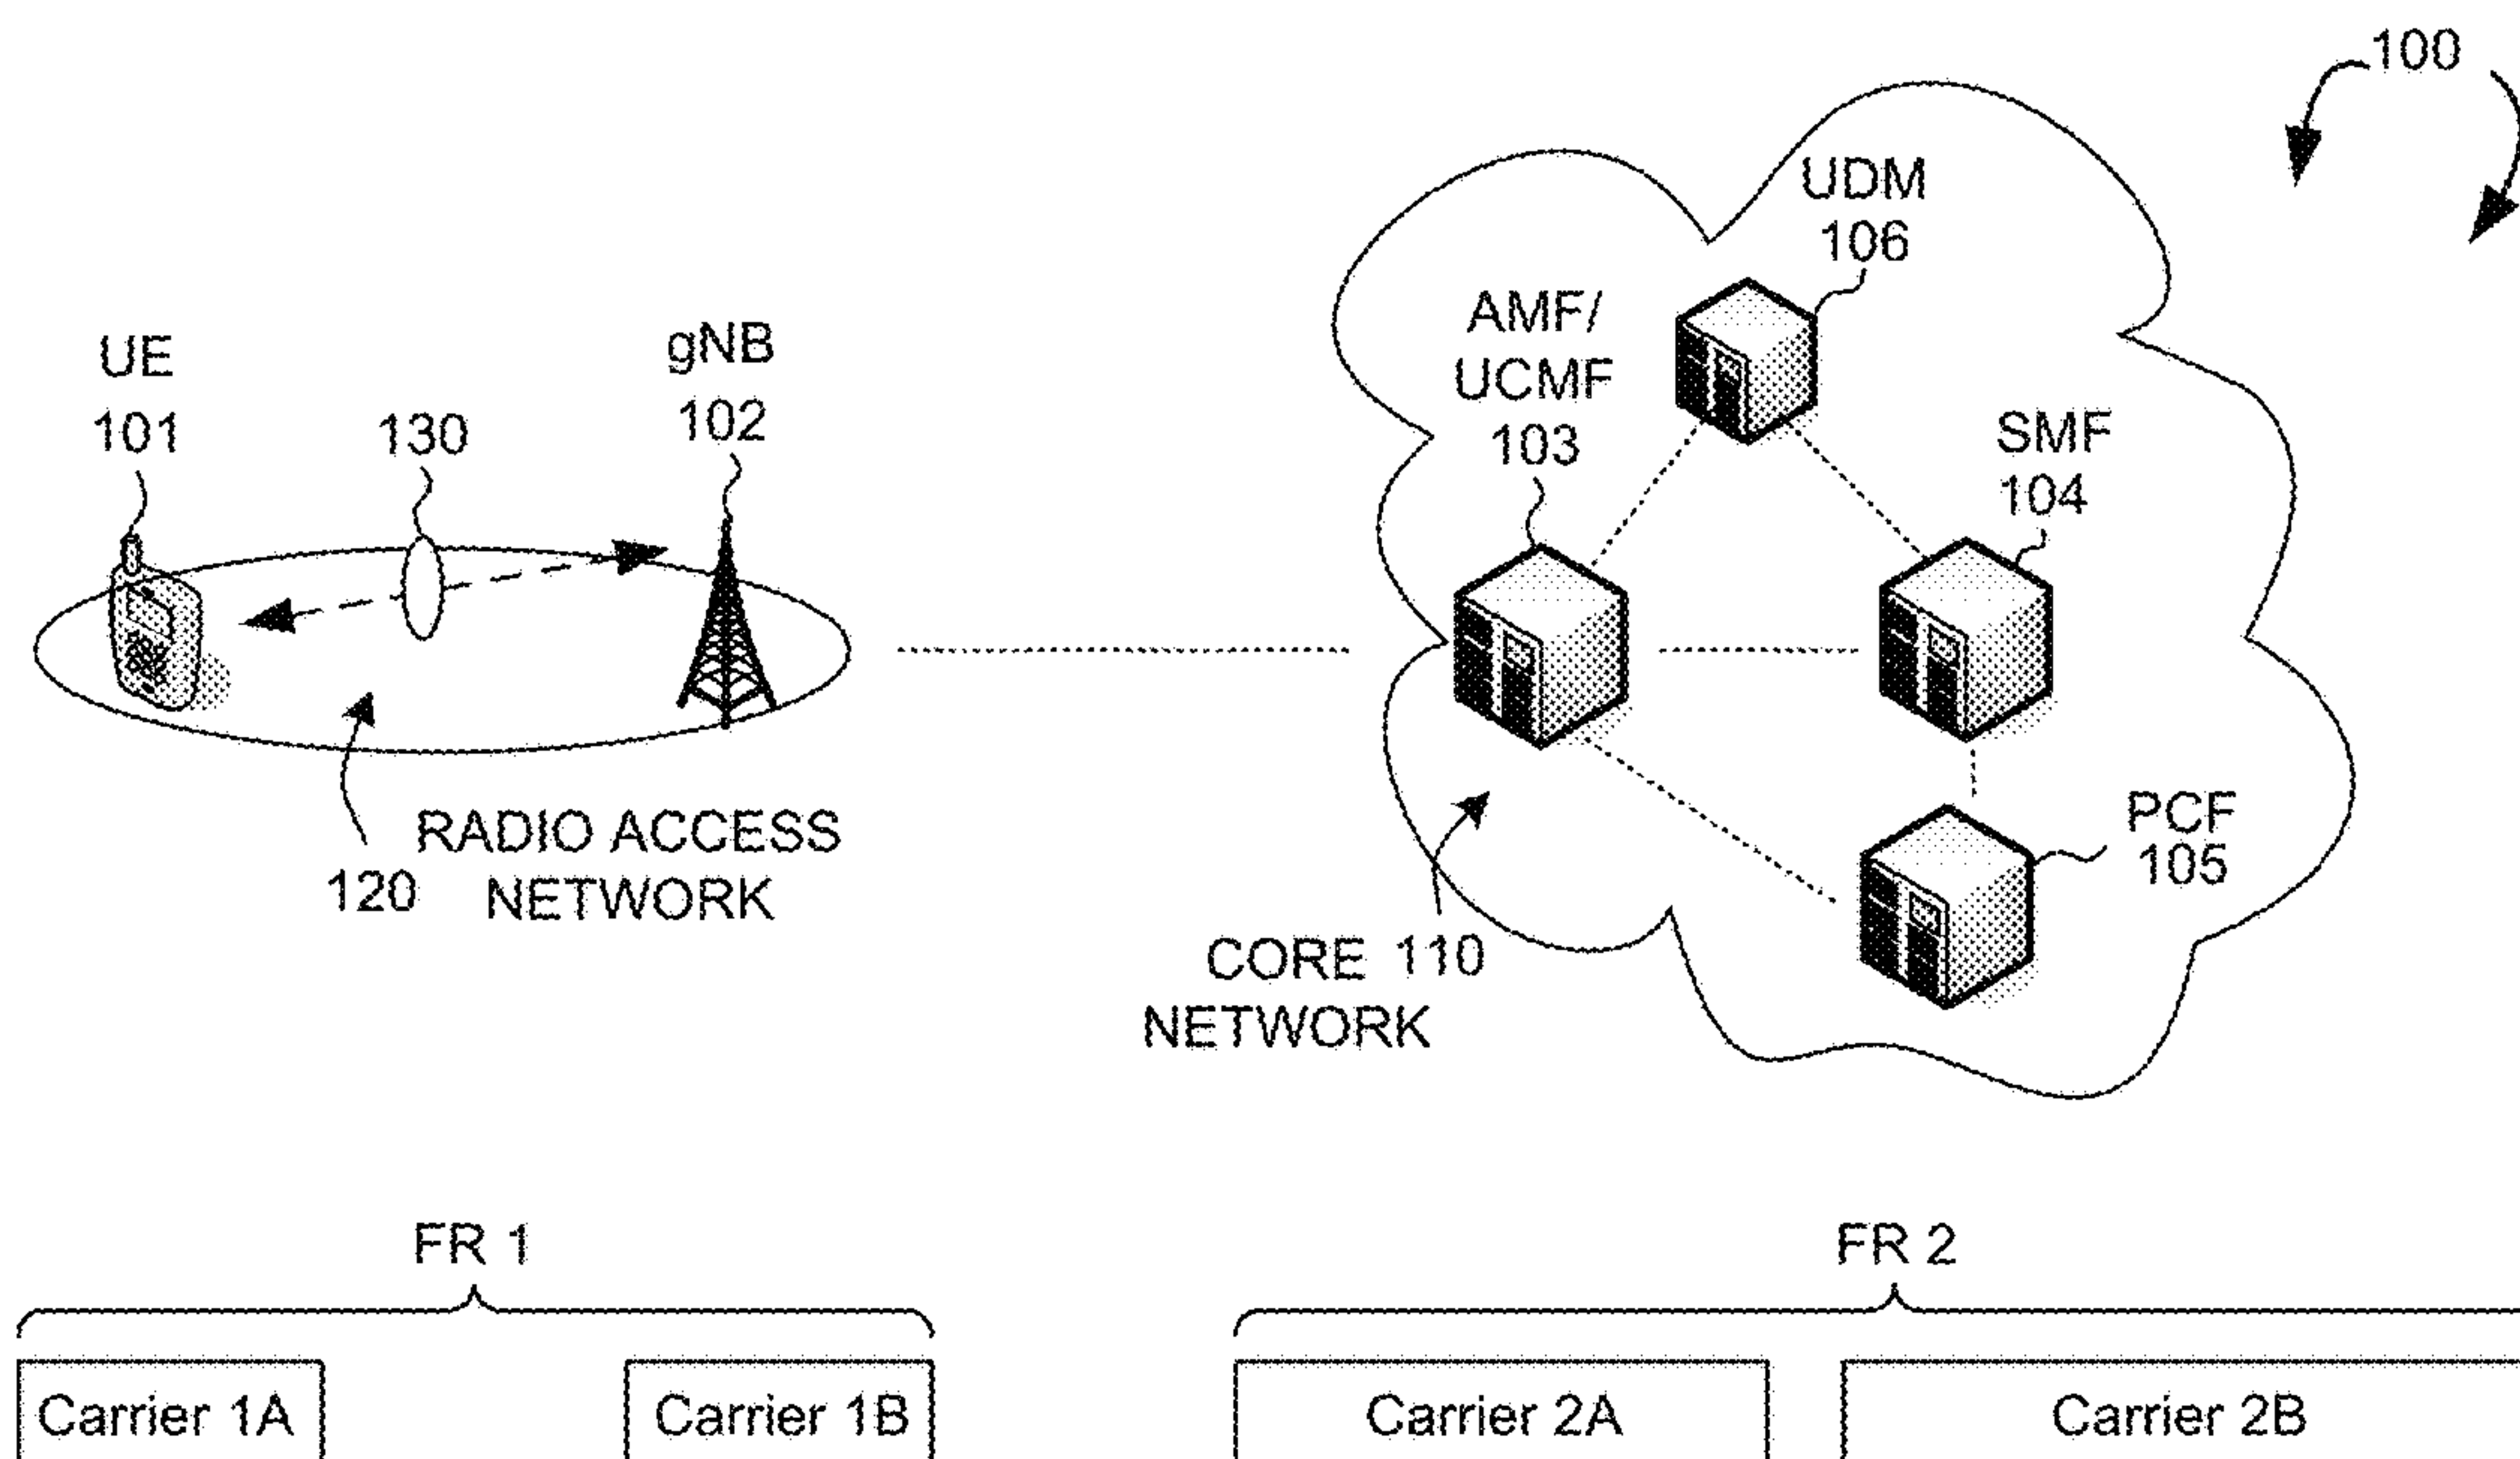 100
UDM
106
AMF/
UCMF
103
SMF
104
UE
101
130
gNB
102
RADIO ACCESS
NETWORK
120
PCF
105
CORE 110
NETWORK
FR 1
FR 2
Carrier 1A
Carrier 1B
Carrier 2A
Carrier 2B